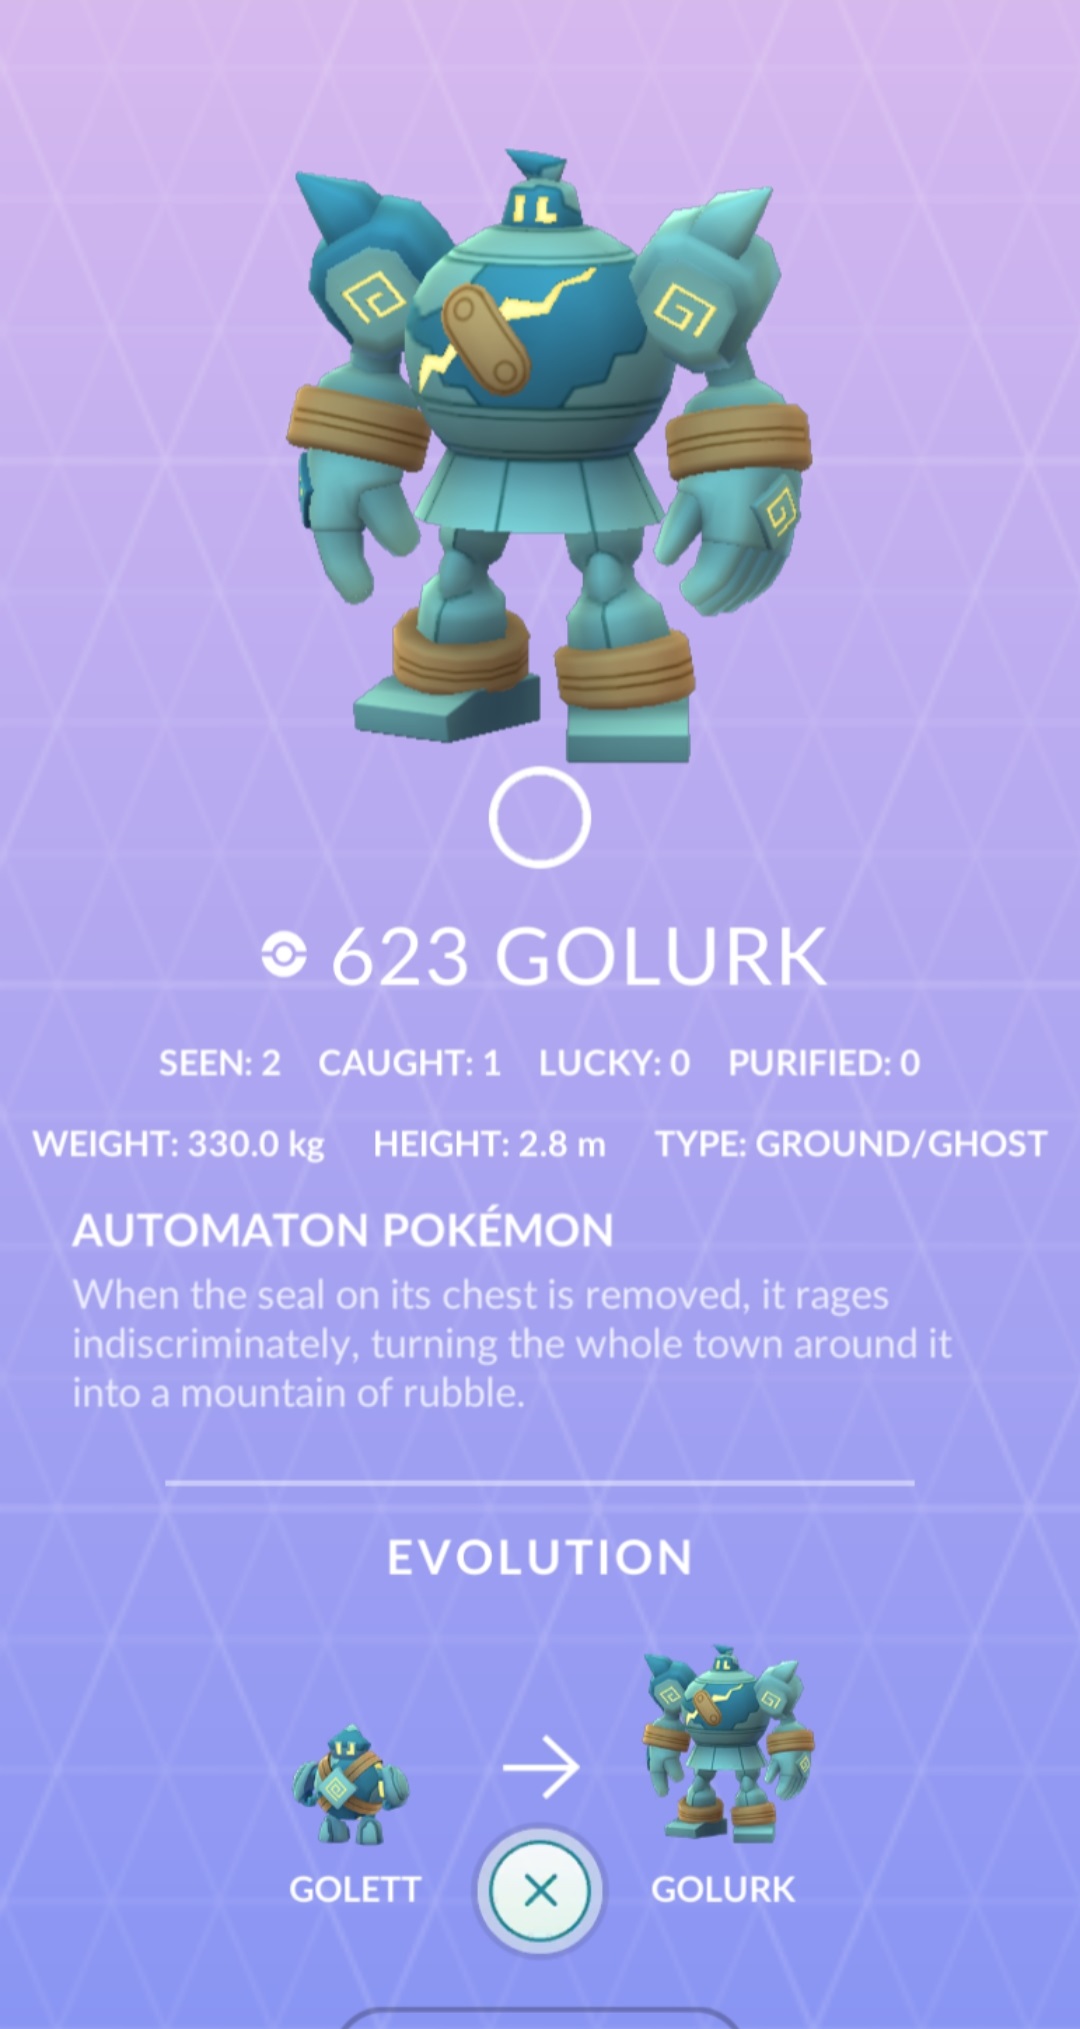 623 GOLURK
SEEN: 2 CAUGHT: 1 LUCKY: 0 PURIFIED: 0
WEIGHT: 330.0 kg HEIGHT: 2.8 m TYPE: GROUND/GHOST
AUTOMATON POKÉMON
When the seal on its chest is removed, it rages
indiscriminately, turning the whole town around it
into a mountain of rubble.
EVOLUTION
GOLETT GOLURK